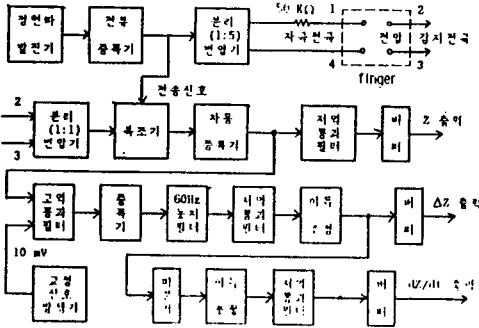 정현파
발진기
전류
증폭기
분리
(1:5)
변압기
50 KΩ
1
2
자극전극
전압
감지전극
4
3
finger
전송신호
2
분리
(1:1)
변압기
3
복조기
차동
증폭기
저역
통과
필터
버
퍼
Z 출력
고역
통과
필터
증폭
기
60Hz
노치
필터
저역
통과
필터
이득
조정
버
퍼
ΔZ 출력
10 mV
교정
신호
발생기
미
분
기
이득
조정
저역
통과
필터
버
퍼
dZ/dt 출력